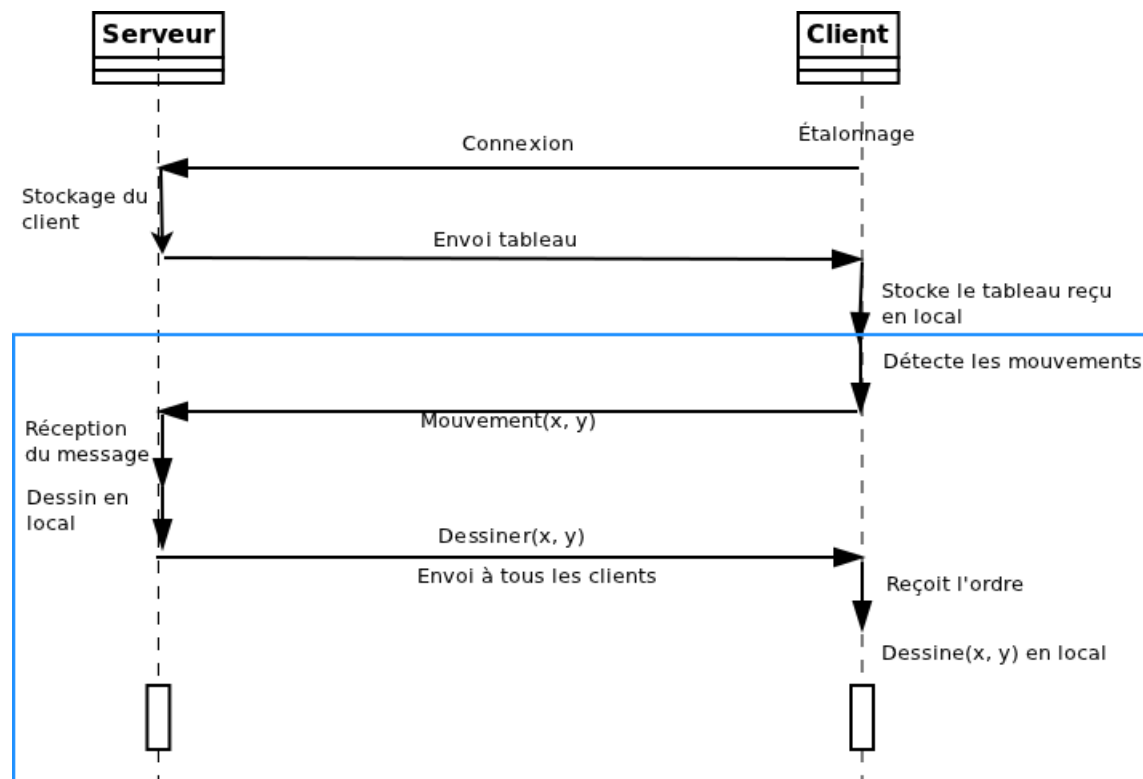 Serveur
Client
Étalonnage
Connexion
Stockage du
client
Envoi tableau
Stocke le tableau reçu
en local
Détecte les mouvements
Mouvement(x, y)
Réception
du message
Dessin en
local
Dessiner(x, y)
Envoi à tous les clients
Reçoit l'ordre
Dessine(x, y) en local